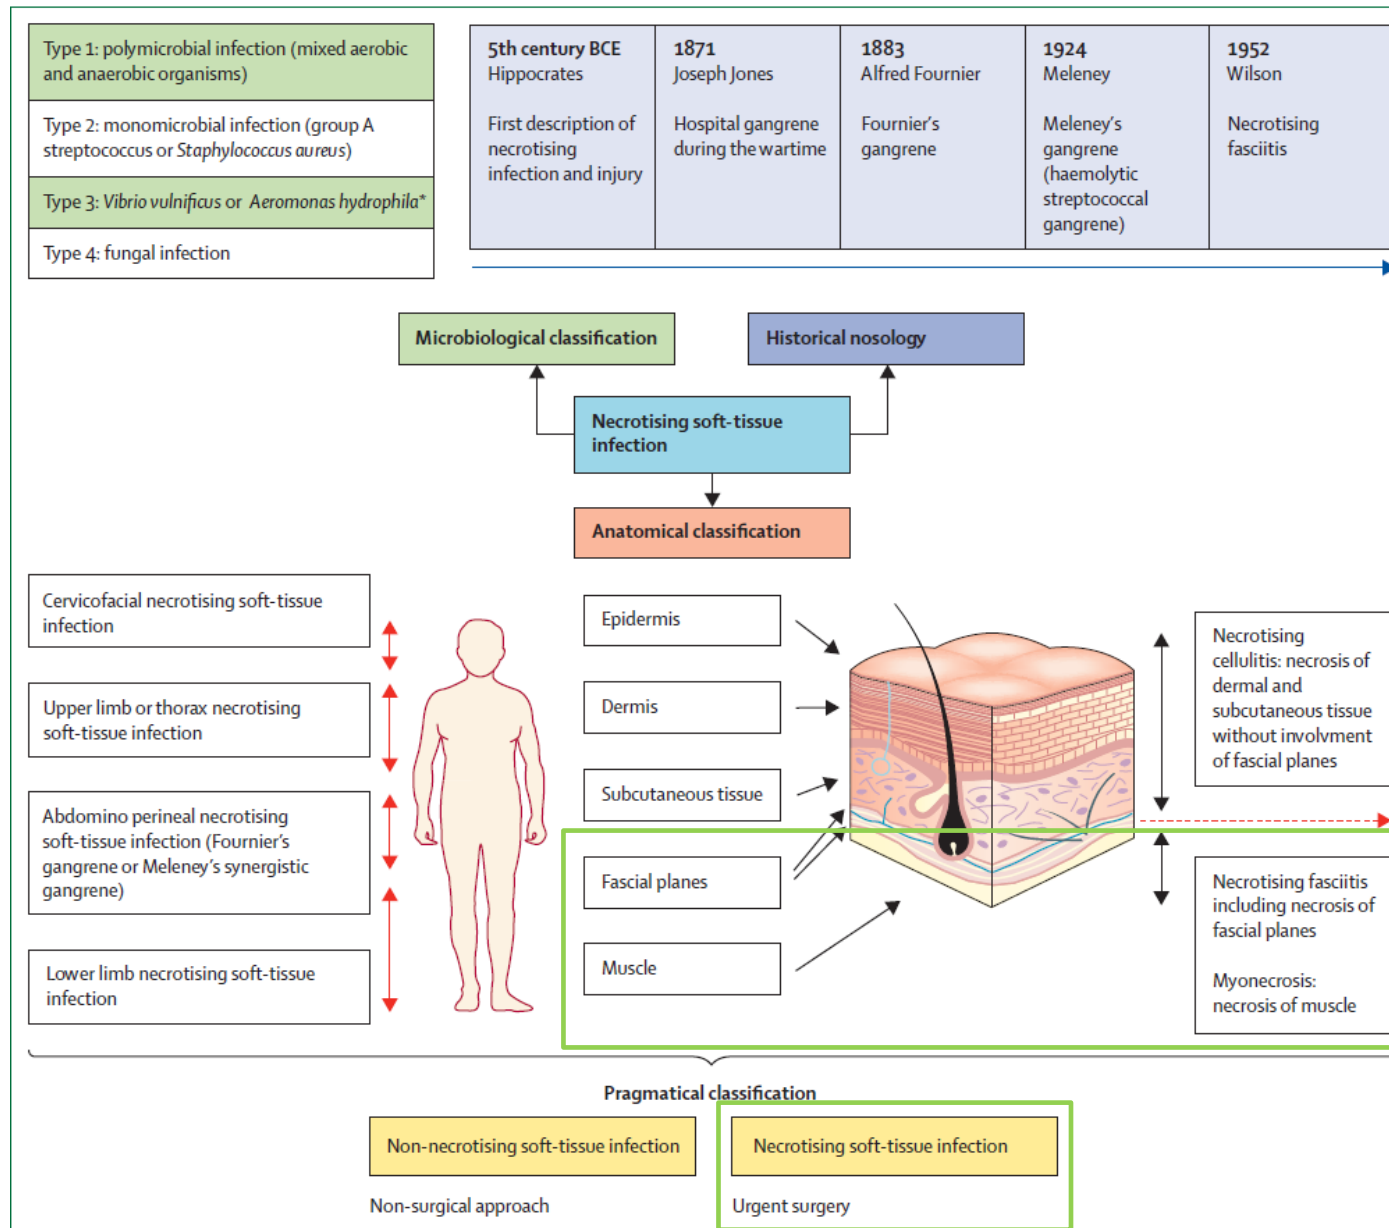 Type 1: polymicrobial infection (mixed aerobic
and anaerobic organisms)
Type 2: monomicrobial infection (group A
streptococcus or Staphylococcus aureus)
Type 3: Vibrio vulnificus or Aeromonas hydrophila*
Type 4: fungal infection
5th century BCE
Hippocrates
First description of
necrotising
infection and injury
1871
Joseph Jones
Hospital gangrene
during the wartime
1883
Alfred Fournier
Fournier's
gangrene
1924
Meleney
Meleney's
gangrene
(haemolytic
streptococcal
gangrene)
1952
Wilson
Necrotising
fasciitis
Microbiological classification
Historical nosology
Necrotising soft-tissue
infection
Anatomical classification
Cervicofacial necrotising soft-tissue
infection
Upper limb or thorax necrotising
soft-tissue infection
Abdomino perineal necrotising
soft-tissue infection (Fournier's
gangrene or Meleney's synergistic
gangrene)
Lower limb necrotising soft-tissue
infection
Epidermis
Dermis
Subcutaneous tissue
Fascial planes
Muscle
Necrotising
cellulitis: necrosis of
dermal and
subcutaneous tissue
without involvment
of fascial planes
Necrotising fasciitis
including necrosis of
fascial planes
Myonecrosis:
necrosis of muscle
Pragmatical classification
Non-necrotising soft-tissue infection
Non-surgical approach
Necrotising soft-tissue infection
Urgent surgery